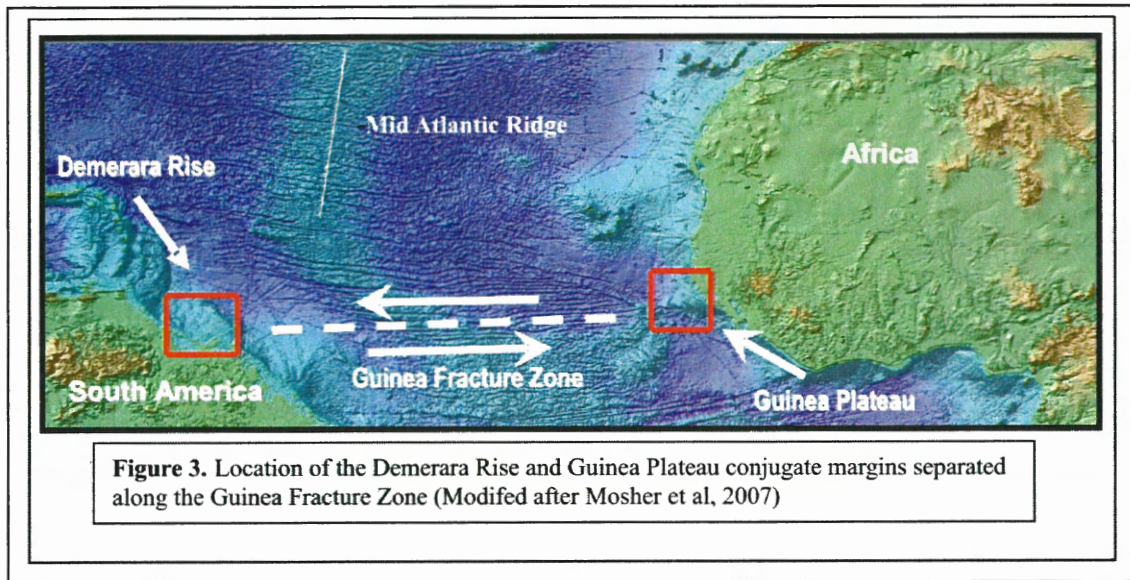 Mid Atlantic Ridge
Demerara Rise
Africa
South America
Guinea Fracture Zone
Guinea Plateau
Figure 3. Location of the Demerara Rise and Guinea Plateau conjugate margins separated
along the Guinea Fracture Zone (Modifed after Mosher et al, 2007)